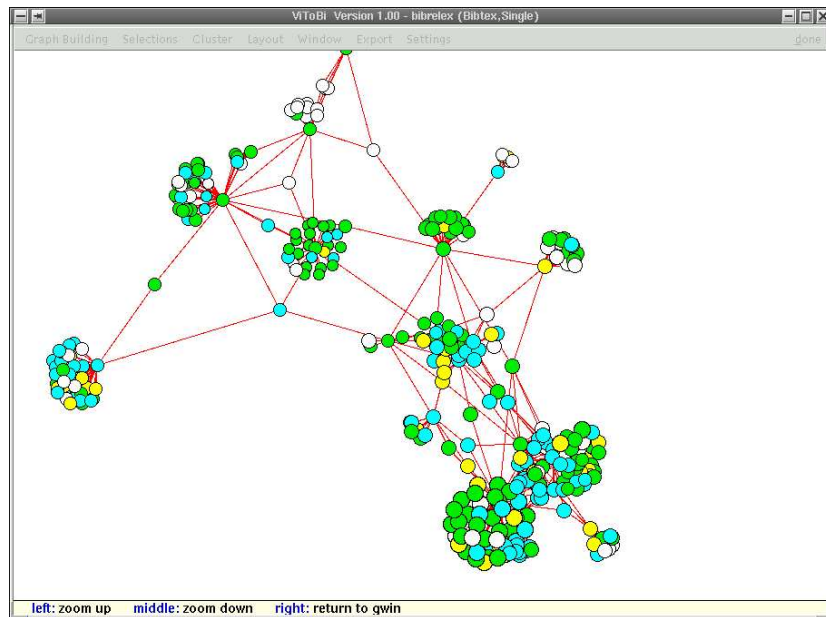 ViToBi Version 1.00 - bibrelex (Bibtex,Single)
Graph Building Selections Cluster Layout Window Export Settings done
left: zoom up middle: zoom down right: return to gwin